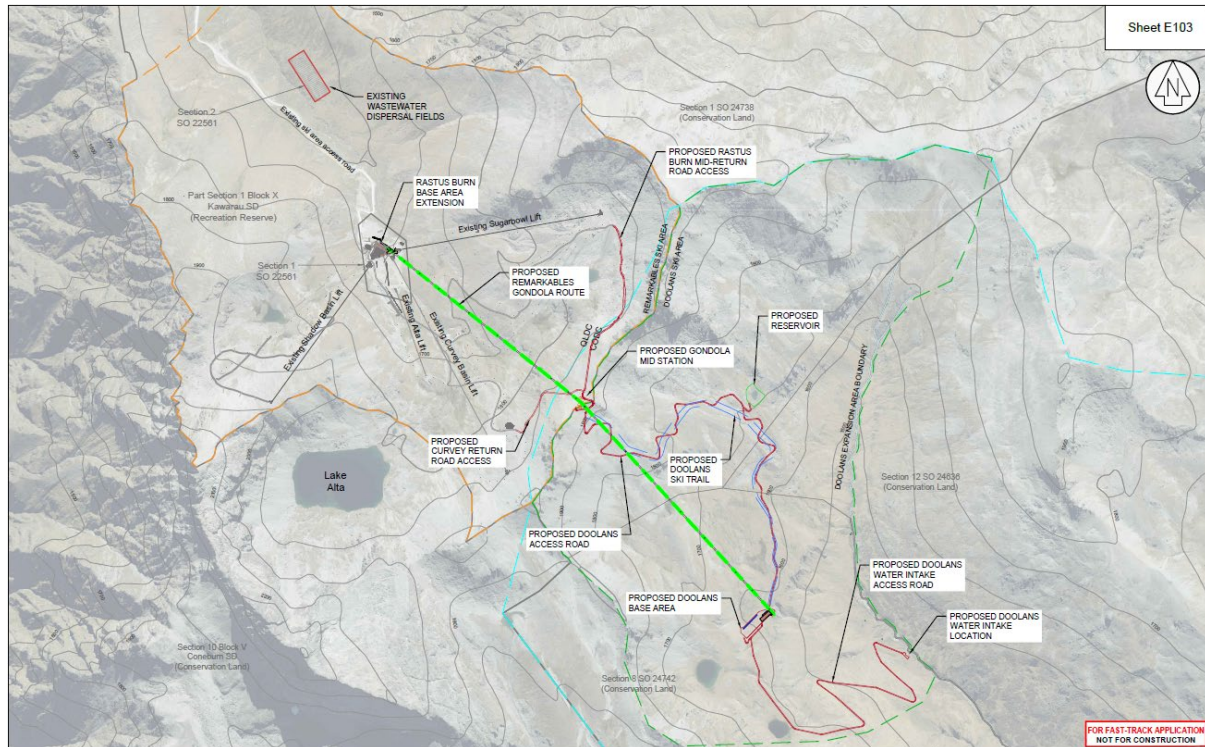 Sheet E103
N
EXISTING
WASTEWATER
DISPERSAL FIELDS
Section 2
SO 22561
Existing ski area access road
Section 1 SO 24738
(Conservation Land)
PROPOSED RASTUS
BURN MID-RETURN
ROAD ACCESS
RASTUS BURN
BASE AREA
EXTENSION
Part Section 1 Block X
Kawarau SD
(Recreation Reserve)
Existing Sugarbowl Lift
Section 1
SO 22561
PROPOSED
REMARKABLES
GONDOLA ROUTE
REMARKABLES SKI AREA
DOOLANS SKI AREA
Existing Shadow Basin Lift
Existing Alta Lift
Existing Curvey Basin Lift
QLDC
CODC
PROPOSED
RESERVOIR
PROPOSED GONDOLA
MID STATION
DOOLANS EXPANSION AREA BOUNDARY
PROPOSED
CURVEY RETURN
ROAD ACCESS
PROPOSED
DOOLANS
SKI TRAIL
Lake
Alta
Section 12 SO 24636
(Conservation Land)
PROPOSED DOOLANS
ACCESS ROAD
PROPOSED DOOLANS
WATER INTAKE
ACCESS ROAD
PROPOSED DOOLANS
BASE AREA
PROPOSED DOOLANS
WATER INTAKE
LOCATION
Section 10 Block V
Coneburn SD
(Conservation Land)
Section 8 SO 24742
(Conservation Land)
FOR FAST-TRACK APPLICATION
NOT FOR CONSTRUCTION